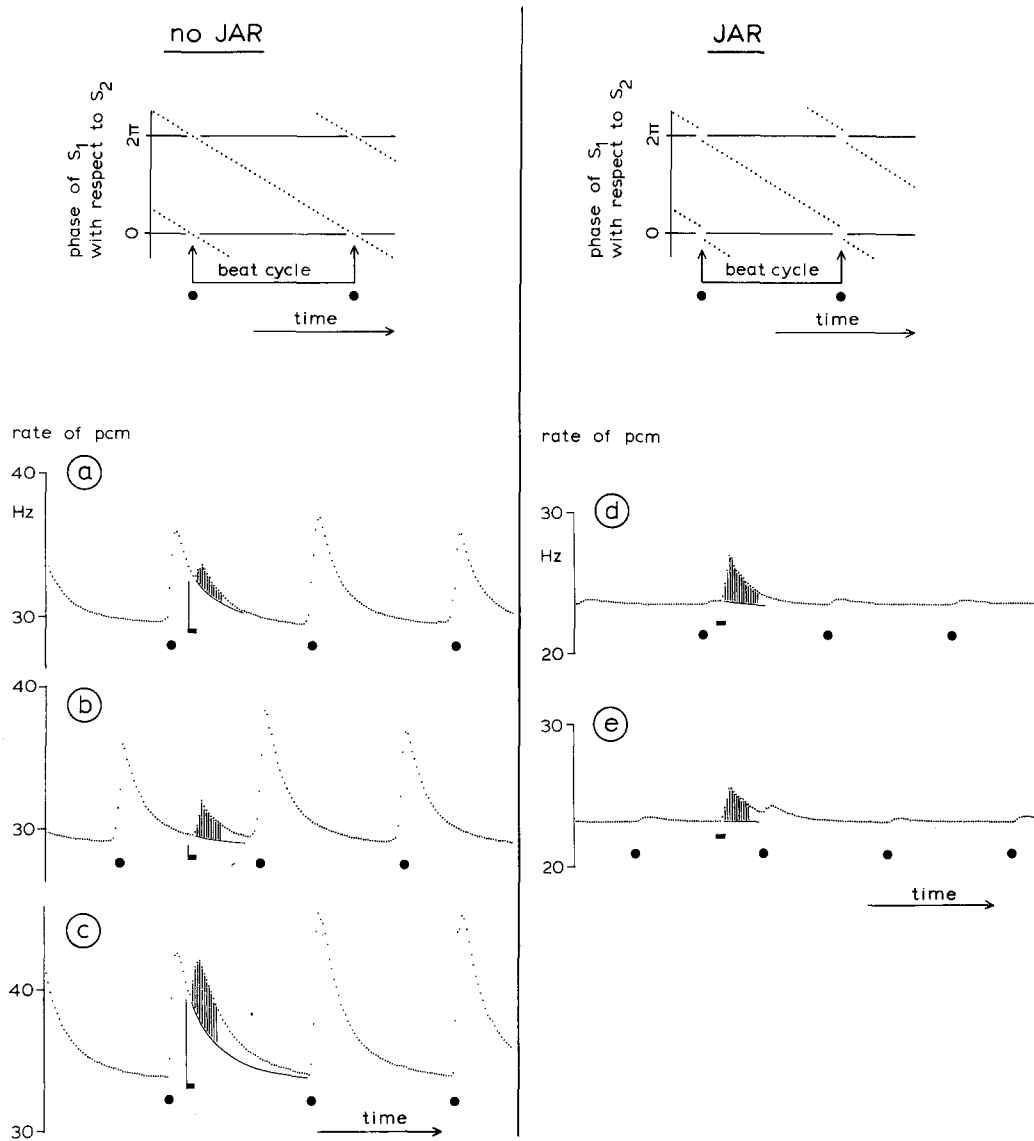 no JAR
phase of S1
with respect to S2
2π
0
beat cycle
time
rate of pcm
40
Hz
a
30
40
b
30
c
40
30
time
JAR
phase of S1
with respect to S2
2π
0
beat cycle
time
rate of pcm
30
d
Hz
20
30
e
20
time